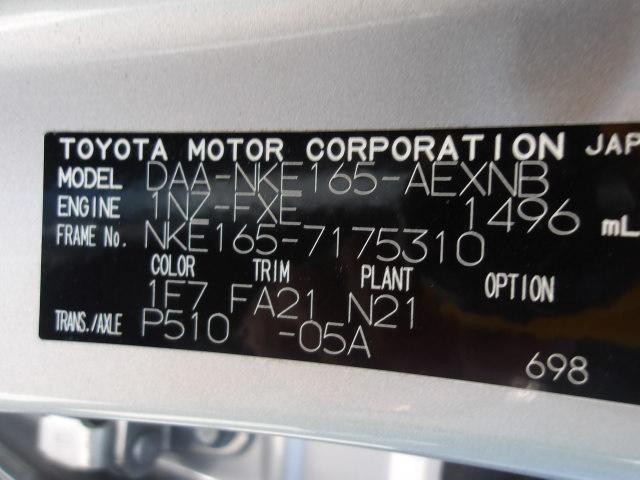 TOYOTA MOTOR CORPORATION JAP
MODEL DAA-NKE165-AEXNB
ENGINE 1NZ-FXE 1496 mL
FRAME No. NKE165-7175310
COLOR TRIM PLANT OPTION
1F7 FA21 N21
TRANS./AXLE P510 -05A
698